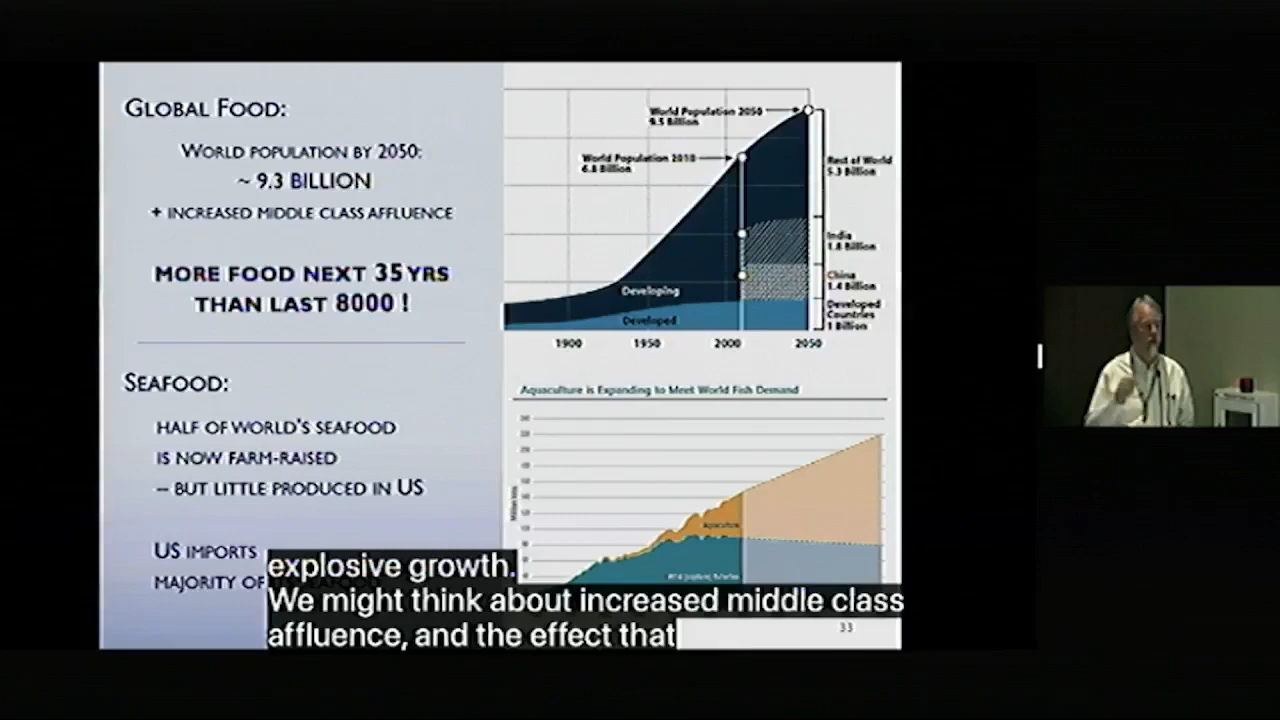 GLOBAL FOOD:
WORLD POPULATION BY 2050:
~ 9.3 BILLION
+ INCREASED MIDDLE CLASS AFFLUENCE
MORE FOOD NEXT 35 YRS
THAN LAST 8000 !
SEAFOOD:
HALF OF WORLD'S SEAFOOD
IS NOW FARM-RAISED
– BUT LITTLE PRODUCED IN US
US IMPORTS
MAJORITY OF
World Population 2050
9.5 Billion
World Population 2010
6.8 Billion
Rest of World
5.3 Billion
India
1.8 Billion
China
1.4 Billion
Developed
Countries
1 Billion
Developing
Developed
1900 1950 2000 2050
Aquaculture is Expanding to Meet World Fish Demand
Aquaculture
33
explosive growth.
We might think about increased middle class
affluence, and the effect that